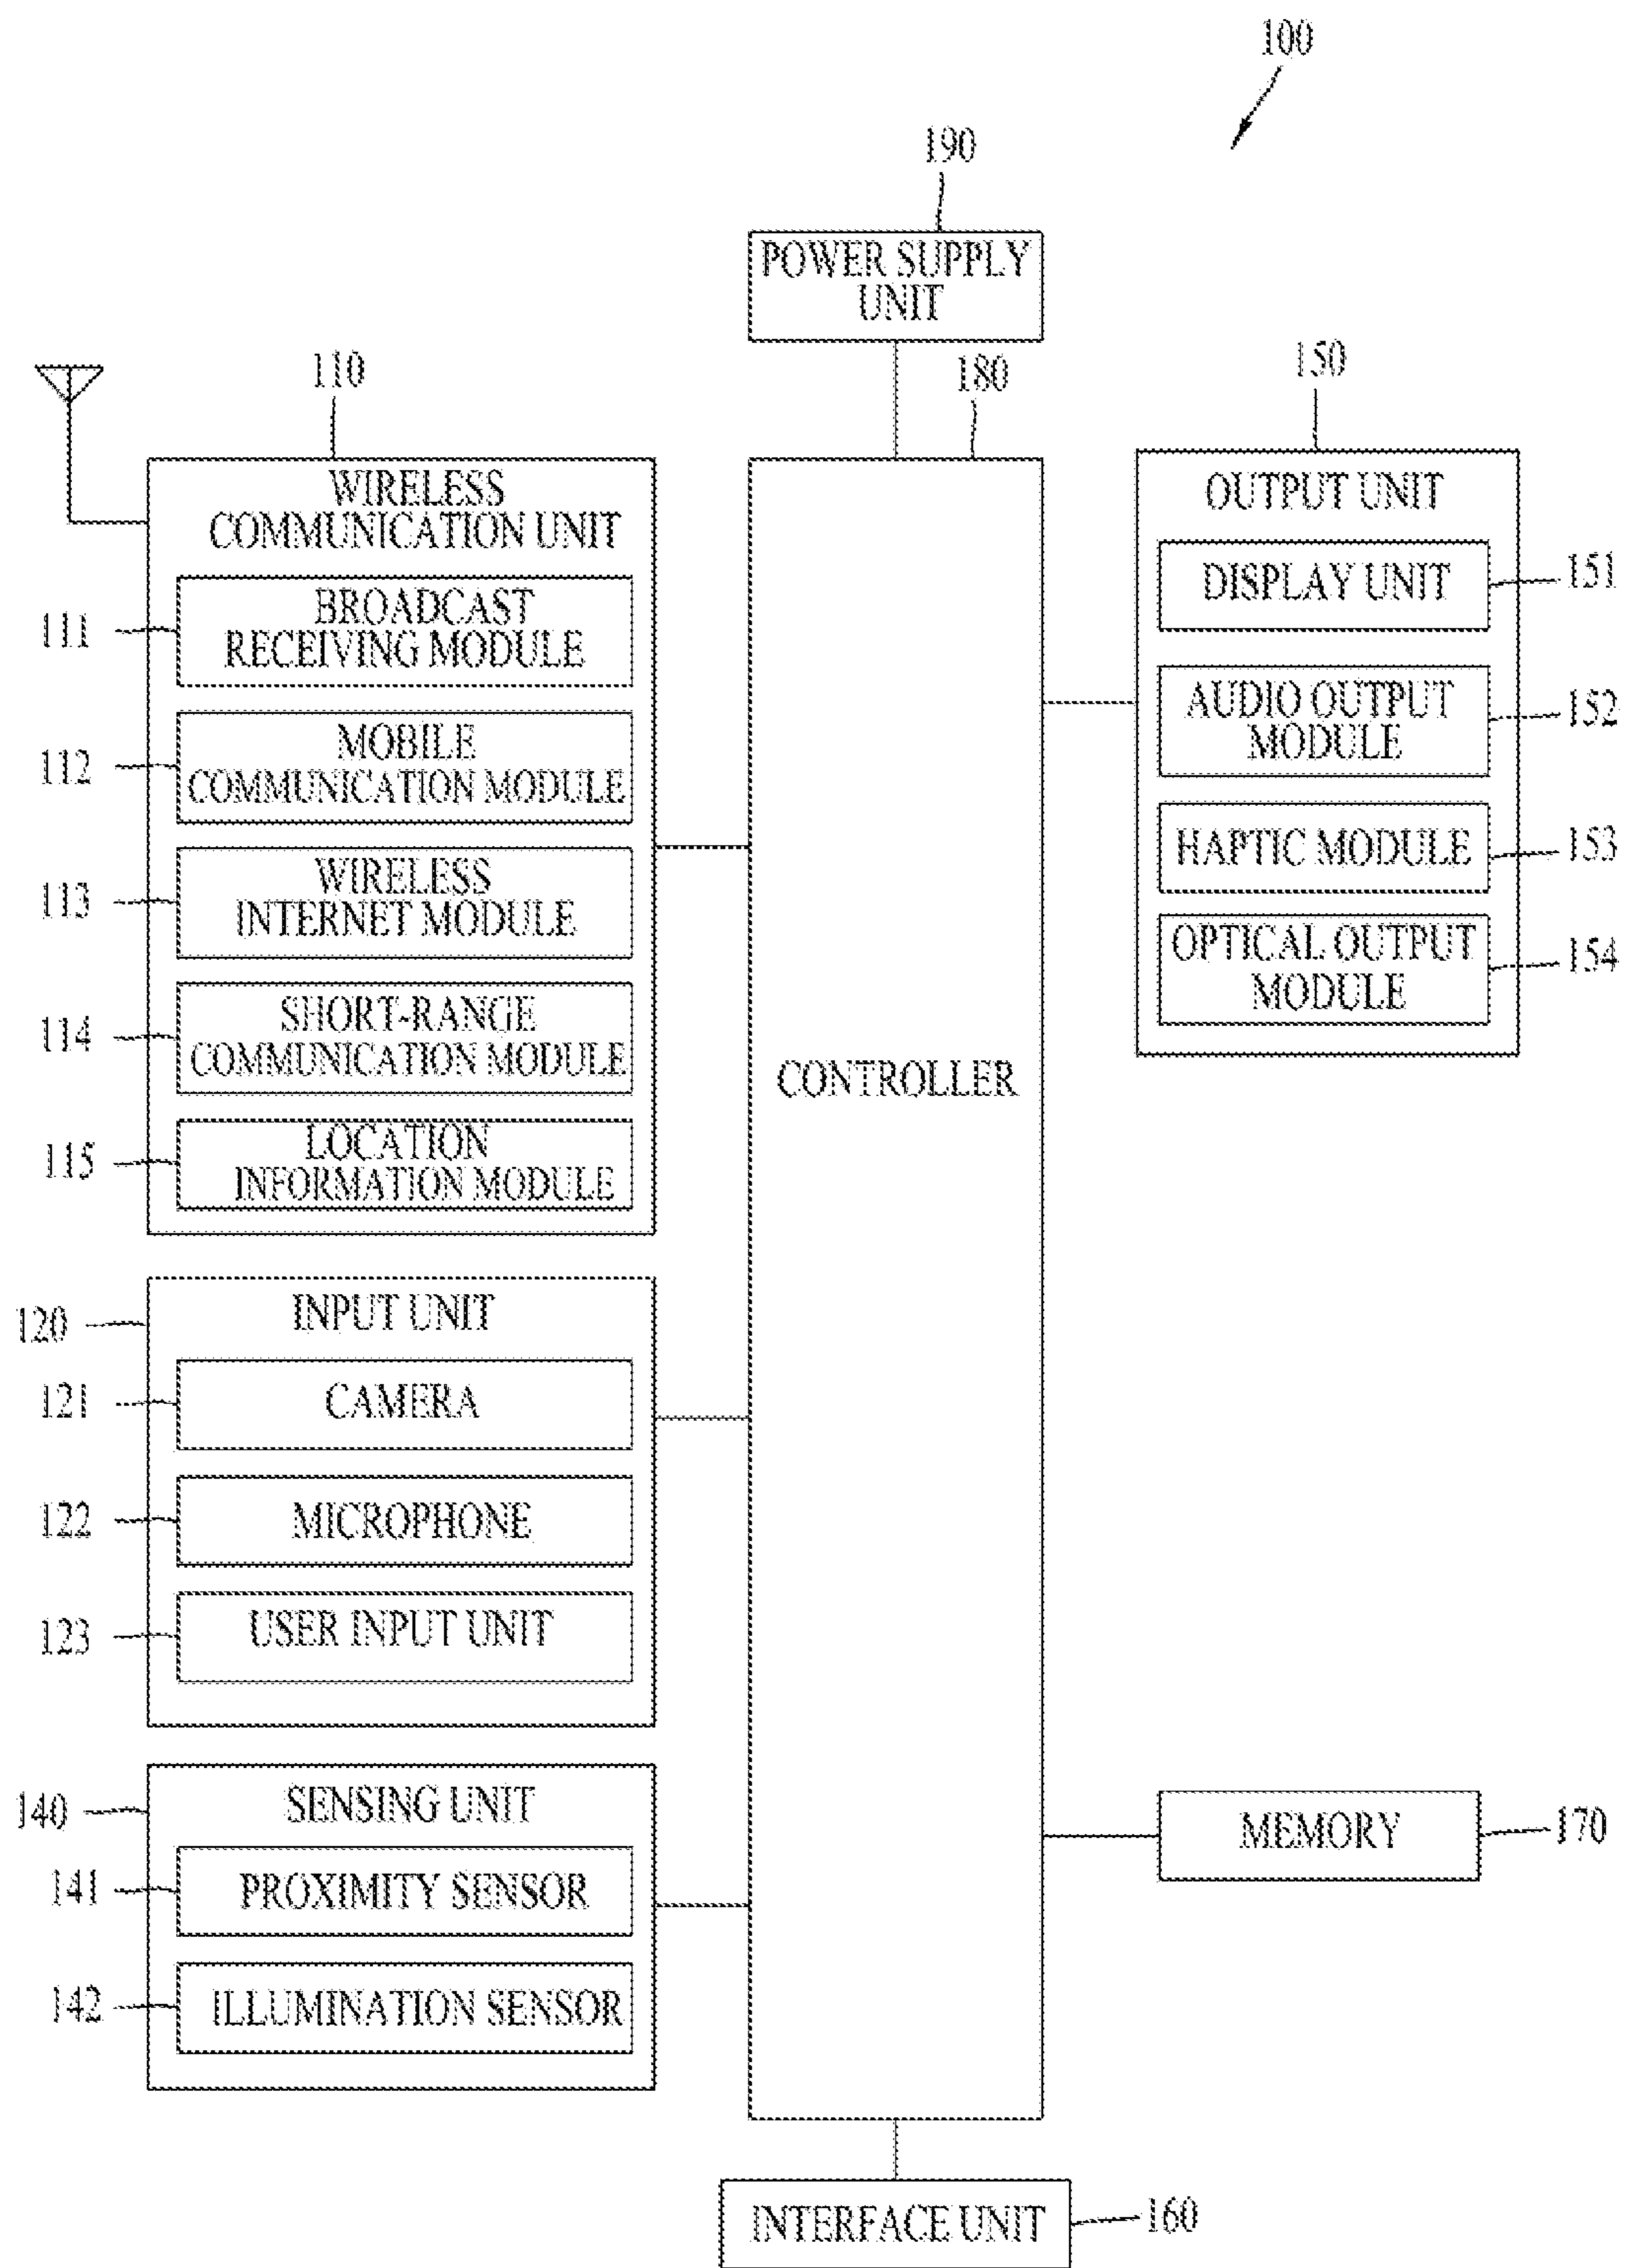 100
190
POWER SUPPLY
UNIT
110
180
150
WIRELESS
COMMUNICATION UNIT
111
BROADCAST
RECEIVING MODULE
112
MOBILE
COMMUNICATION MODULE
113
WIRELESS
INTERNET MODULE
114
SHORT-RANGE
COMMUNICATION MODULE
115
LOCATION
INFORMATION MODULE
120
INPUT UNIT
121
CAMERA
122
MICROPHONE
123
USER INPUT UNIT
140
SENSING UNIT
141
PROXIMITY SENSOR
142
ILLUMINATION SENSOR
CONTROLLER
OUTPUT UNIT
DISPLAY UNIT
151
AUDIO OUTPUT
MODULE
152
HAPTIC MODULE
153
OPTICAL OUTPUT
MODULE
154
MEMORY
170
INTERFACE UNIT
160